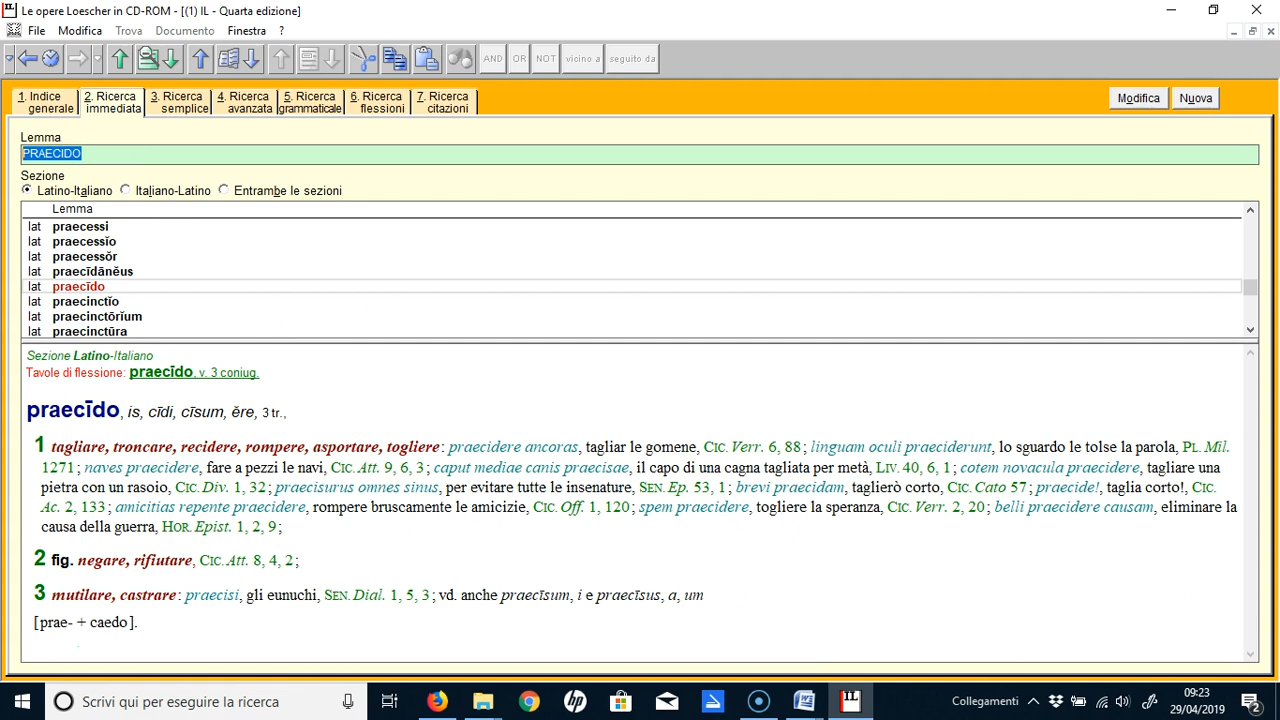 Le opere Loescher in CD-ROM - [(1) IL - Quarta edizione]
File Modifica Trova Documento Finestra ?
AND OR NOT vicino a seguito da
1. Indice generale 2. Ricerca immediata 3. Ricerca semplice 4. Ricerca avanzata 5. Ricerca grammaticale 6. Ricerca flessioni 7. Ricerca citazioni Modifica Nuova
Lemma
PRAECIDO
Sezione
Latino-Italiano Italiano-Latino Entrambe le sezioni
Lemma
lat praecessi
lat praecessĭo
lat praecessŏr
lat praecīdānĕus
lat praecīdo
lat praecinctĭo
lat praecinctōrĭum
lat praecinctūra
Sezione Latino-Italiano
Tavole di flessione: praecīdo, v. 3 coniug.
praecīdo, is, cīdi, cīsum, ĕre, 3 tr.,
1 tagliare, troncare, recidere, rompere, asportare, togliere: praecidere ancoras, tagliar le gomene, CIC. Verr. 6, 88; linguam oculi praeciderunt, lo sguardo le tolse la parola, PL. Mil.
1271; naves praecidere, fare a pezzi le navi, CIC. Att. 9, 6, 3; caput mediae canis praecisae, il capo di una cagna tagliata per metà, LIV. 40, 6, 1; cotem novacula praecidere, tagliare una
pietra con un rasoio, CIC. Div. 1, 32; praecisurus omnes sinus, per evitare tutte le insenature, SEN. Ep. 53, 1; brevi praecidam, taglierò corto, CIC. Cato 57; praecide!, taglia corto!, CIC.
Ac. 2, 133; amicitias repente praecidere, rompere bruscamente le amicizie, CIC. Off. 1, 120; spem praecidere, togliere la speranza, CIC. Verr. 2, 20; belli praecidere causam, eliminare la
causa della guerra, HOR. Epist. 1, 2, 9;
2 fig. negare, rifiutare, CIC. Att. 8, 4, 2;
3 mutilare, castrare: praecisi, gli eunuchi, SEN. Dial. 1, 5, 3; vd. anche praecīsum, i e praecīsus, a, um
[prae- + caedo].
Scrivi qui per eseguire la ricerca Collegamenti 09:23
29/04/2019